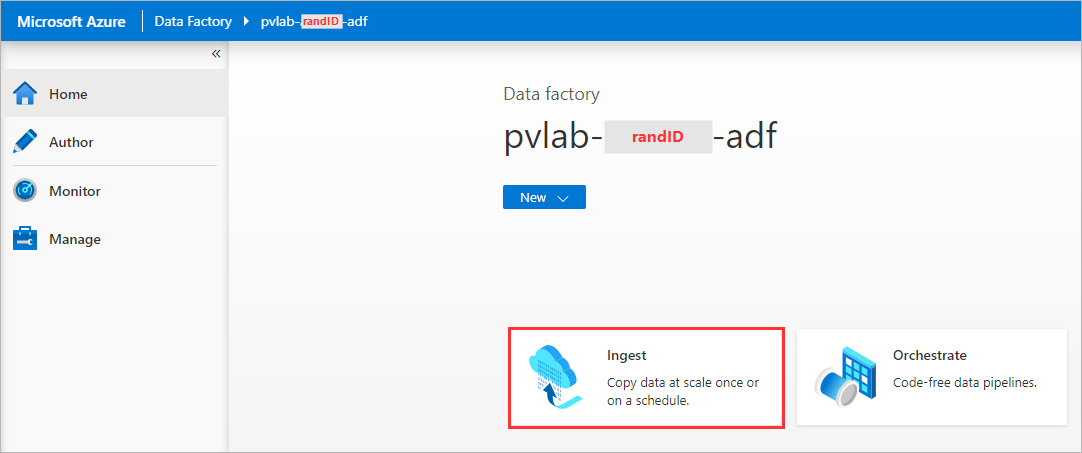 Microsoft Azure Data Factory pvlab-randID-adf
«
Home
Author
Monitor
Manage
Data factory
pvlab-randID-adf
New
Ingest
Copy data at scale once or
on a schedule.
Orchestrate
Code-free data pipelines.